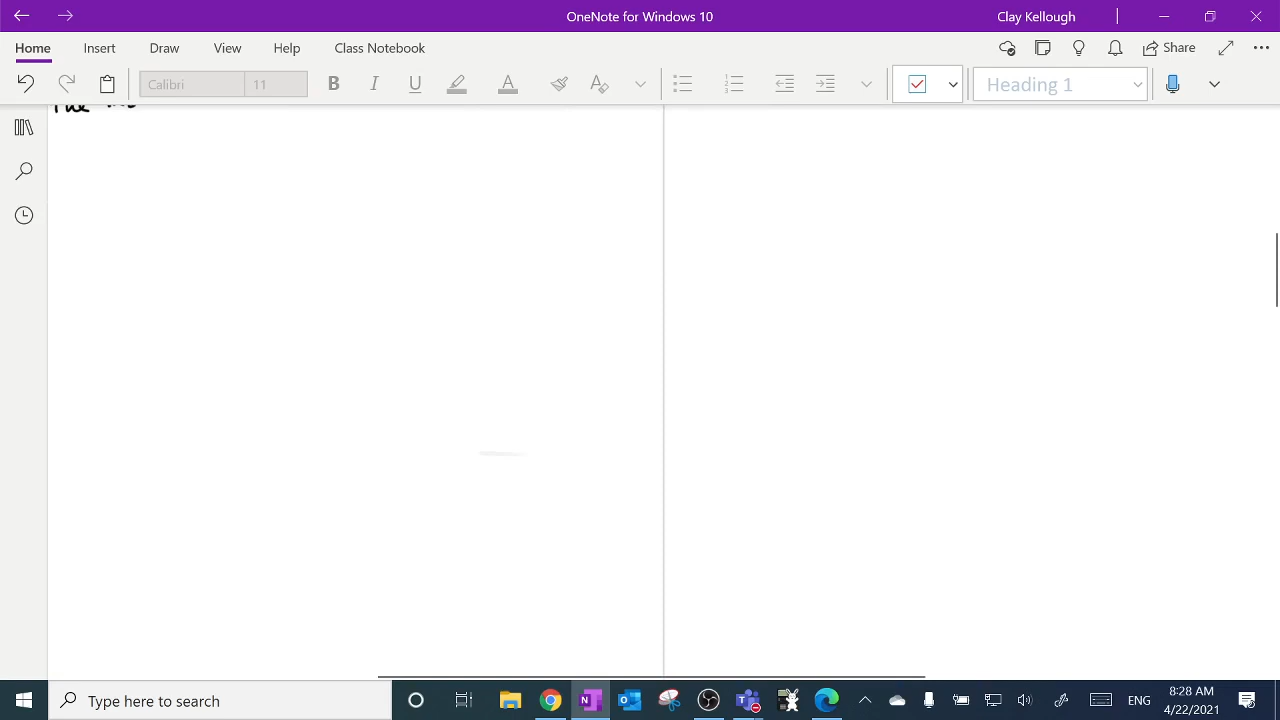 OneNote for Windows 10
Clay Kellough
Home Insert Draw View Help Class Notebook
Share
Calibri 11 B I U A A Heading 1
Type here to search
ENG
8:28 AM
4/22/2021